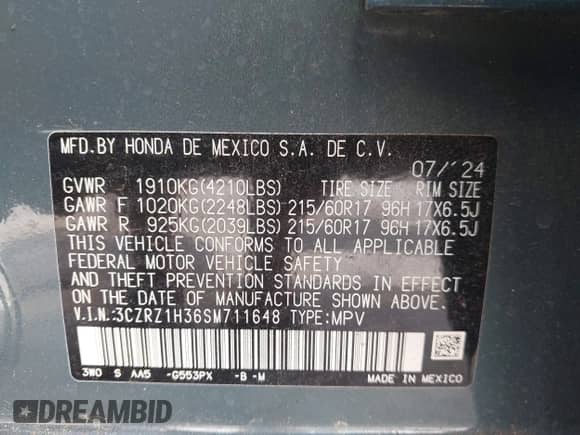 MFD.BY HONDA DE MEXICO S.A. DE C.V.
07/'24
GVWR 1910KG(4210LBS) TIRE SIZE RIM SIZE
GAWR F 1020KG(2248LBS) 215/60R17 96H 17X6.5J
GAWR R 925KG(2039LBS) 215/60R17 96H 17X6.5J
THIS VEHICLE CONFORMS TO ALL APPLICABLE
FEDERAL MOTOR VEHICLE SAFETY
AND THEFT PREVENTION STANDARDS IN EFFECT
ON THE DATE OF MANUFACTURE SHOWN ABOVE.
V.I.N.:3CZRZ1H36SM711648 TYPE:MPV
3W0 S AA5 -G553PX -B -M MADE IN MEXICO
DREAMBID